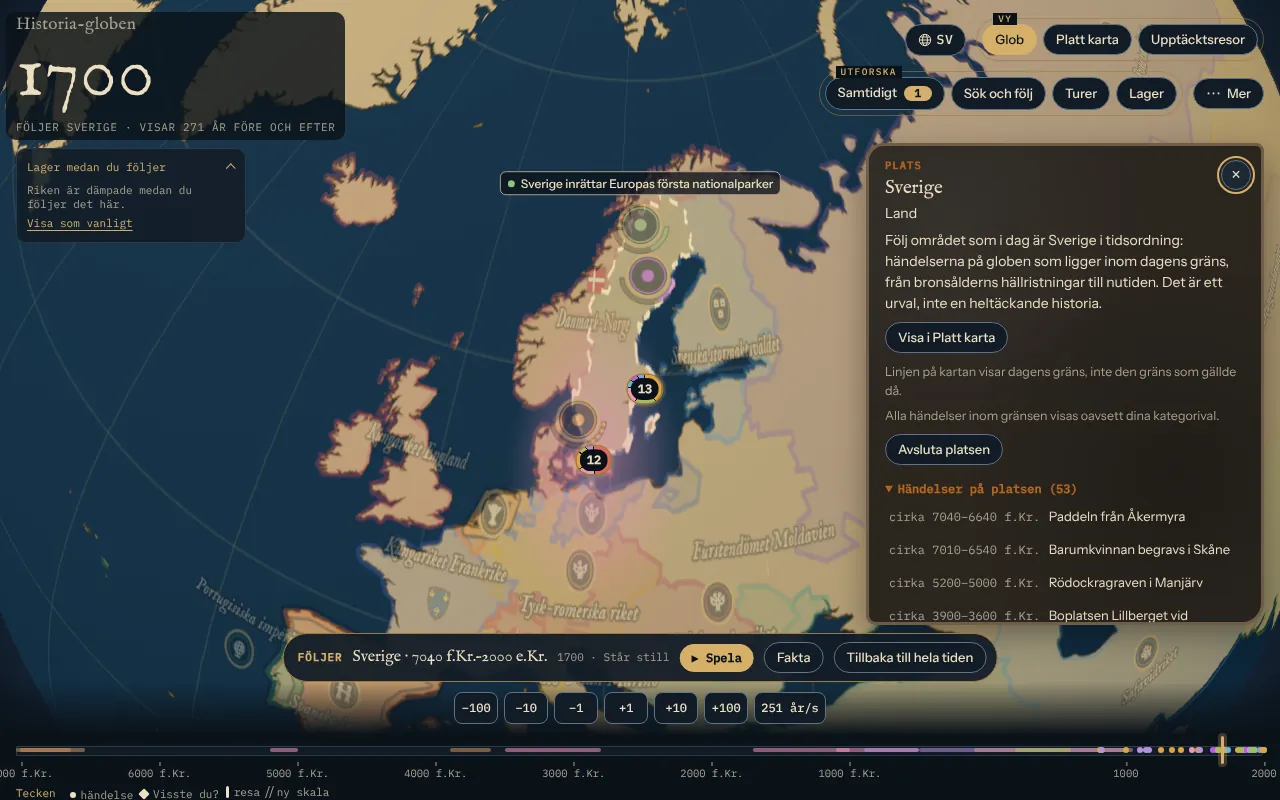 Historia-globen
1700
FÖLJER SVERIGE · VISAR 271 ÅR FÖRE OCH EFTER
Lager medan du följer
Riken är dämpade medan du
följer det här.
Visa som vanligt
SV
VY
Glob
Platt karta
Upptäcktsresor
UTFORSKA
Samtidigt 1
Sök och följ
Turer
Lager
··· Mer
PLATS
Sverige
×
Land
Följ området som i dag är Sverige i tidsordning:
händelserna på globen som ligger inom dagens gräns,
från bronsålderns hällristningar till nutiden. Det är ett
urval, inte en heltäckande historia.
Visa i Platt karta
Linjen på kartan visar dagens gräns, inte den gräns som gällde
då.
Alla händelser inom gränsen visas oavsett dina kategorival.
Avsluta platsen
▼ Händelser på platsen (53)
cirka 7040–6640 f.Kr. Paddeln från Åkermyra
cirka 7010–6540 f.Kr. Barumkvinnan begravs i Skåne
cirka 5200–5000 f.Kr. Rödockragraven i Manjärv
cirka 3900–3600 f.Kr. Boplatsen Lillberget vid
Sverige inrättar Europas första nationalparker
Danmark-Norge
Svenska stormaktsväldet
13
12
Kungariket England
Kungariket Frankrike
Furstendömet Moldavien
Tysk-romerska riket
Portugisiska imper
FÖLJER Sverige · 7040 f.Kr.–2000 e.Kr. 1700 · Står still
► Spela
Fakta
Tillbaka till hela tiden
−100
−10
−1
+1
+10
+100
251 år/s
000 f.Kr.
6000 f.Kr.
5000 f.Kr.
4000 f.Kr.
3000 f.Kr.
2000 f.Kr.
1000 f.Kr.
1000
2000
Tecken
händelse
Visste du?
resa
// ny skala